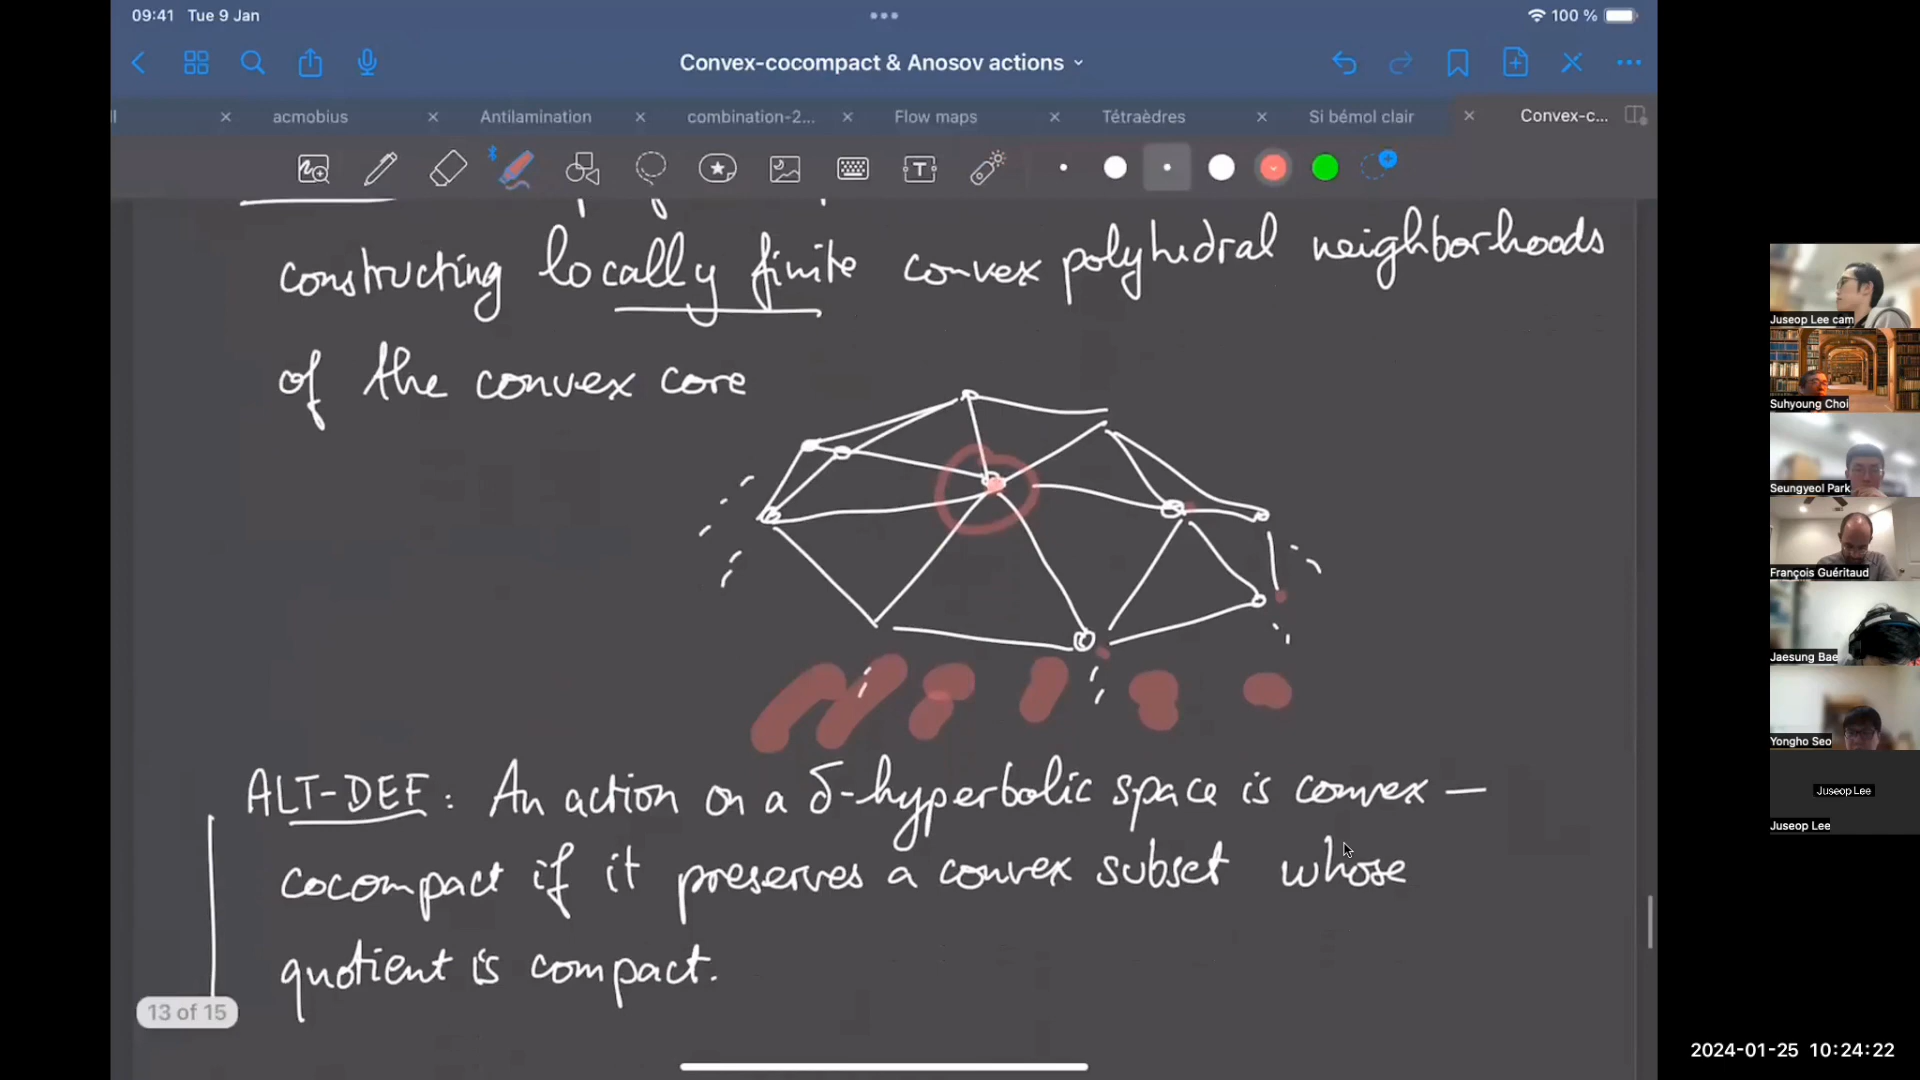 09:41 Tue 9 Jan
100 %
Convex-cocompact & Anosov actions
acmobius
Antilamination
combination-2...
Flow maps
Tétraèdres
Si bémol clair
Convex-c...
constructing locally finite convex polyhedral neighborhoods
of the convex core
ALT-DEF: An action on a δ-hyperbolic space is convex—
cocompact if it preserves a convex subset whose
quotient is compact.
13 of 15
Juseop Lee cam
Suhyoung Choi
Seungyeol Park
François Guéritaud
Jaesung Bae
Yongho Seo
Juseop Lee
Juseop Lee
2024-01-25 10:24:22